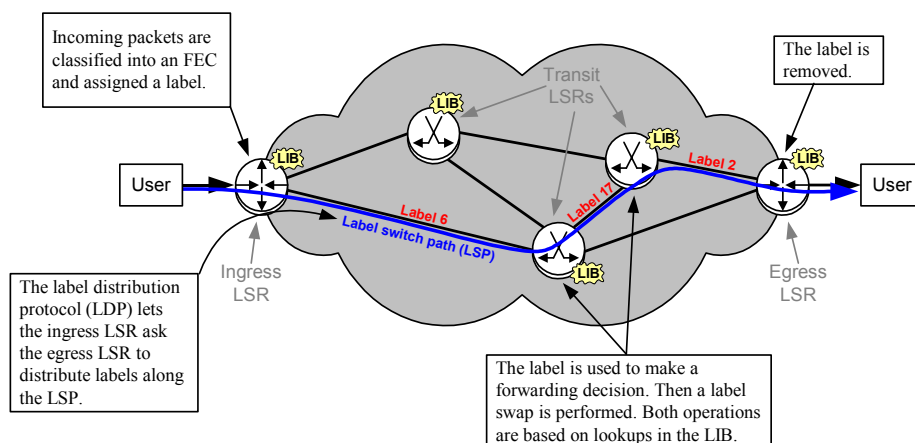 Incoming packets are
classified into an FEC
and assigned a label.
The label is
removed.
Transit
LSRs
LIB
LIB
LIB
LIB
LIB
User
User
Label 2
Label 17
Label 6
Label switch path (LSP)
Ingress
LSR
Egress
LSR
The label distribution
protocol (LDP) lets
the ingress LSR ask
the egress LSR to
distribute labels along
the LSP.
The label is used to make a
forwarding decision. Then a label
swap is performed. Both operations
are based on lookups in the LIB.